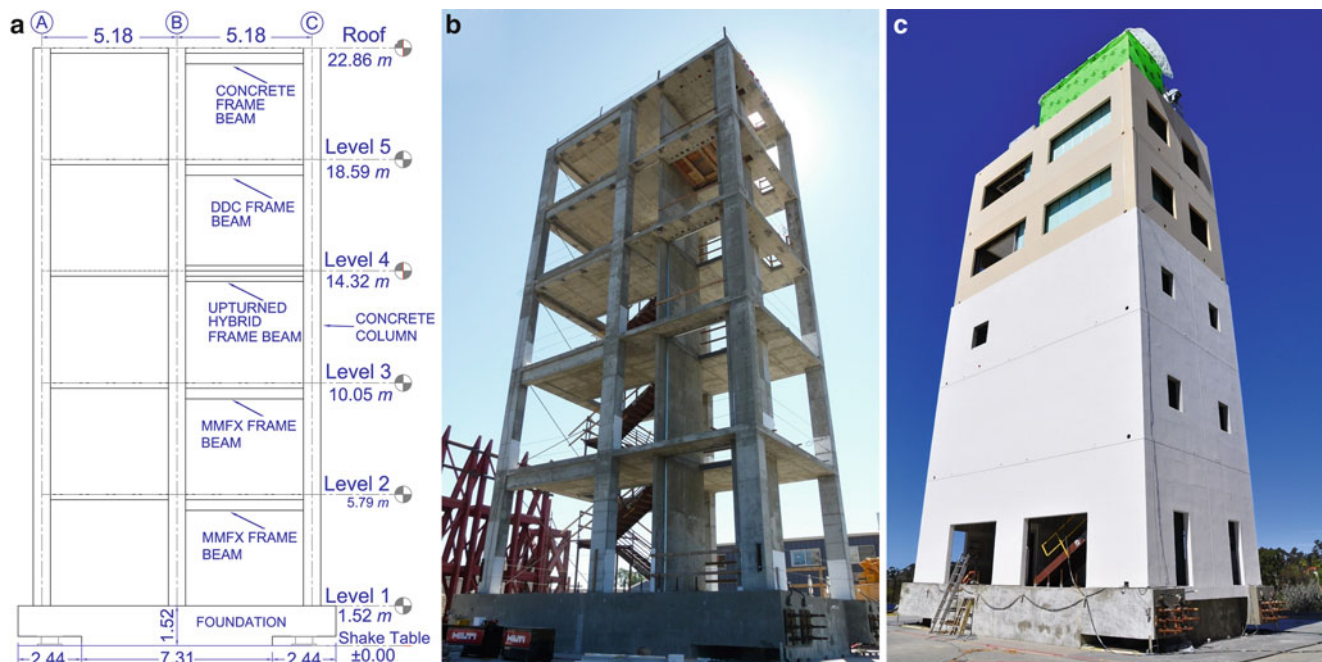 a
A
B
C
5.18
5.18
Roof
22.86 m
CONCRETE
FRAME
BEAM
Level 5
18.59 m
DDC FRAME
BEAM
Level 4
14.32 m
UPTURNED
HYBRID
FRAME BEAM
CONCRETE
COLUMN
Level 3
10.05 m
MMFX FRAME
BEAM
Level 2
5.79 m
MMFX FRAME
BEAM
Level 1
1.52 m
1.52
FOUNDATION
Shake Table
±0.00
2.44
7.31
2.44
b
HILTI
HILTI
c